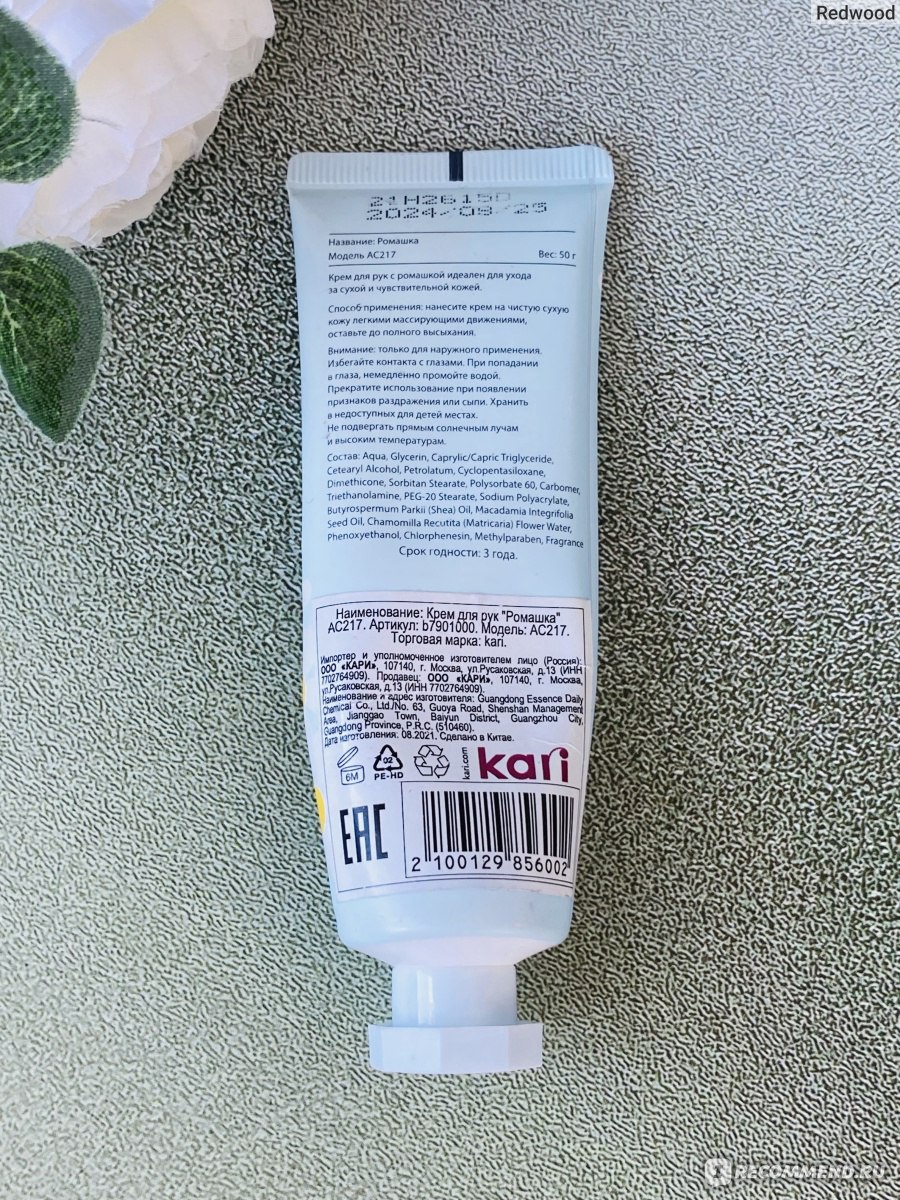 Redwood
21H2615D
2024/08/25
Название: Ромашка
Модель AC217 Вес: 50 г
Крем для рук с ромашкой идеален для ухода
за сухой и чувствительной кожей.
Способ применения: нанесите крем на чистую сухую
кожу легкими массирующими движениями,
оставьте до полного высыхания.
Внимание: только для наружного применения.
Избегайте контакта с глазами. При попадании
в глаза, немедленно промойте водой.
Прекратите использование при появлении
признаков раздражения или сыпи. Хранить
в недоступных для детей местах.
Не подвергать прямым солнечным лучам
и высоким температурам.
Состав: Aqua, Glycerin, Caprylic/Capric Triglyceride,
Cetearyl Alcohol, Petrolatum, Cyclopentasiloxane,
Dimethicone, Sorbitan Stearate, Polysorbate 60, Carbomer,
Triethanolamine, PEG-20 Stearate, Sodium Polyacrylate,
Butyrospermum Parkii (Shea) Oil, Macadamia Integrifolia
Seed Oil, Chamomilla Recutita (Matricaria) Flower Water,
Phenoxyethanol, Chlorphenesin, Methylparaben, Fragrance
Срок годности: 3 года.
Наименование: Крем для рук "Ромашка"
AC217. Артикул: b7901000. Модель: AC217.
Торговая марка: kari.
Импортер и уполномоченное изготовителем лицо (Россия):
ООО «КАРИ», 107140, г. Москва, ул.Русаковская, д.13 (ИНН
7702764909). Продавец: ООО «КАРИ», 107140, г. Москва,
ул.Русаковская, д.13 (ИНН 7702764909).
Наименование и адрес изготовителя: Guangdong Essence Daily
Chemical Co., Ltd./No. 63, Guoya Road, Shenshan Management
Area, Jianggao Town, Baiyun District, Guangzhou City,
Guangdong Province, P.R.C. (510460).
Дата изготовления: 08.2021. Сделано в Китае.
6M 02 PE-HD kari.com kari
EAC
2 100129 856002
RECOMMEND.RU